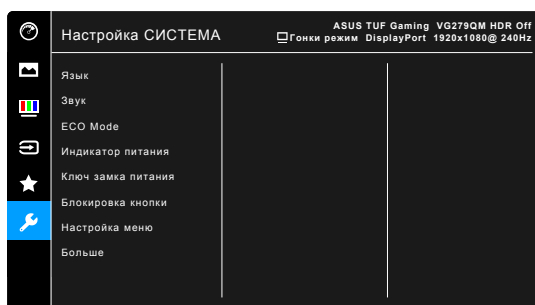 Настройка СИСТЕМА
ASUS TUF Gaming VG279QM HDR Off
Гонки режим DisplayPort 1920x1080@ 240Hz
Язык
Звук
ECO Mode
Индикатор питания
Ключ замка питания
Блокировка кнопки
Настройка меню
Больше